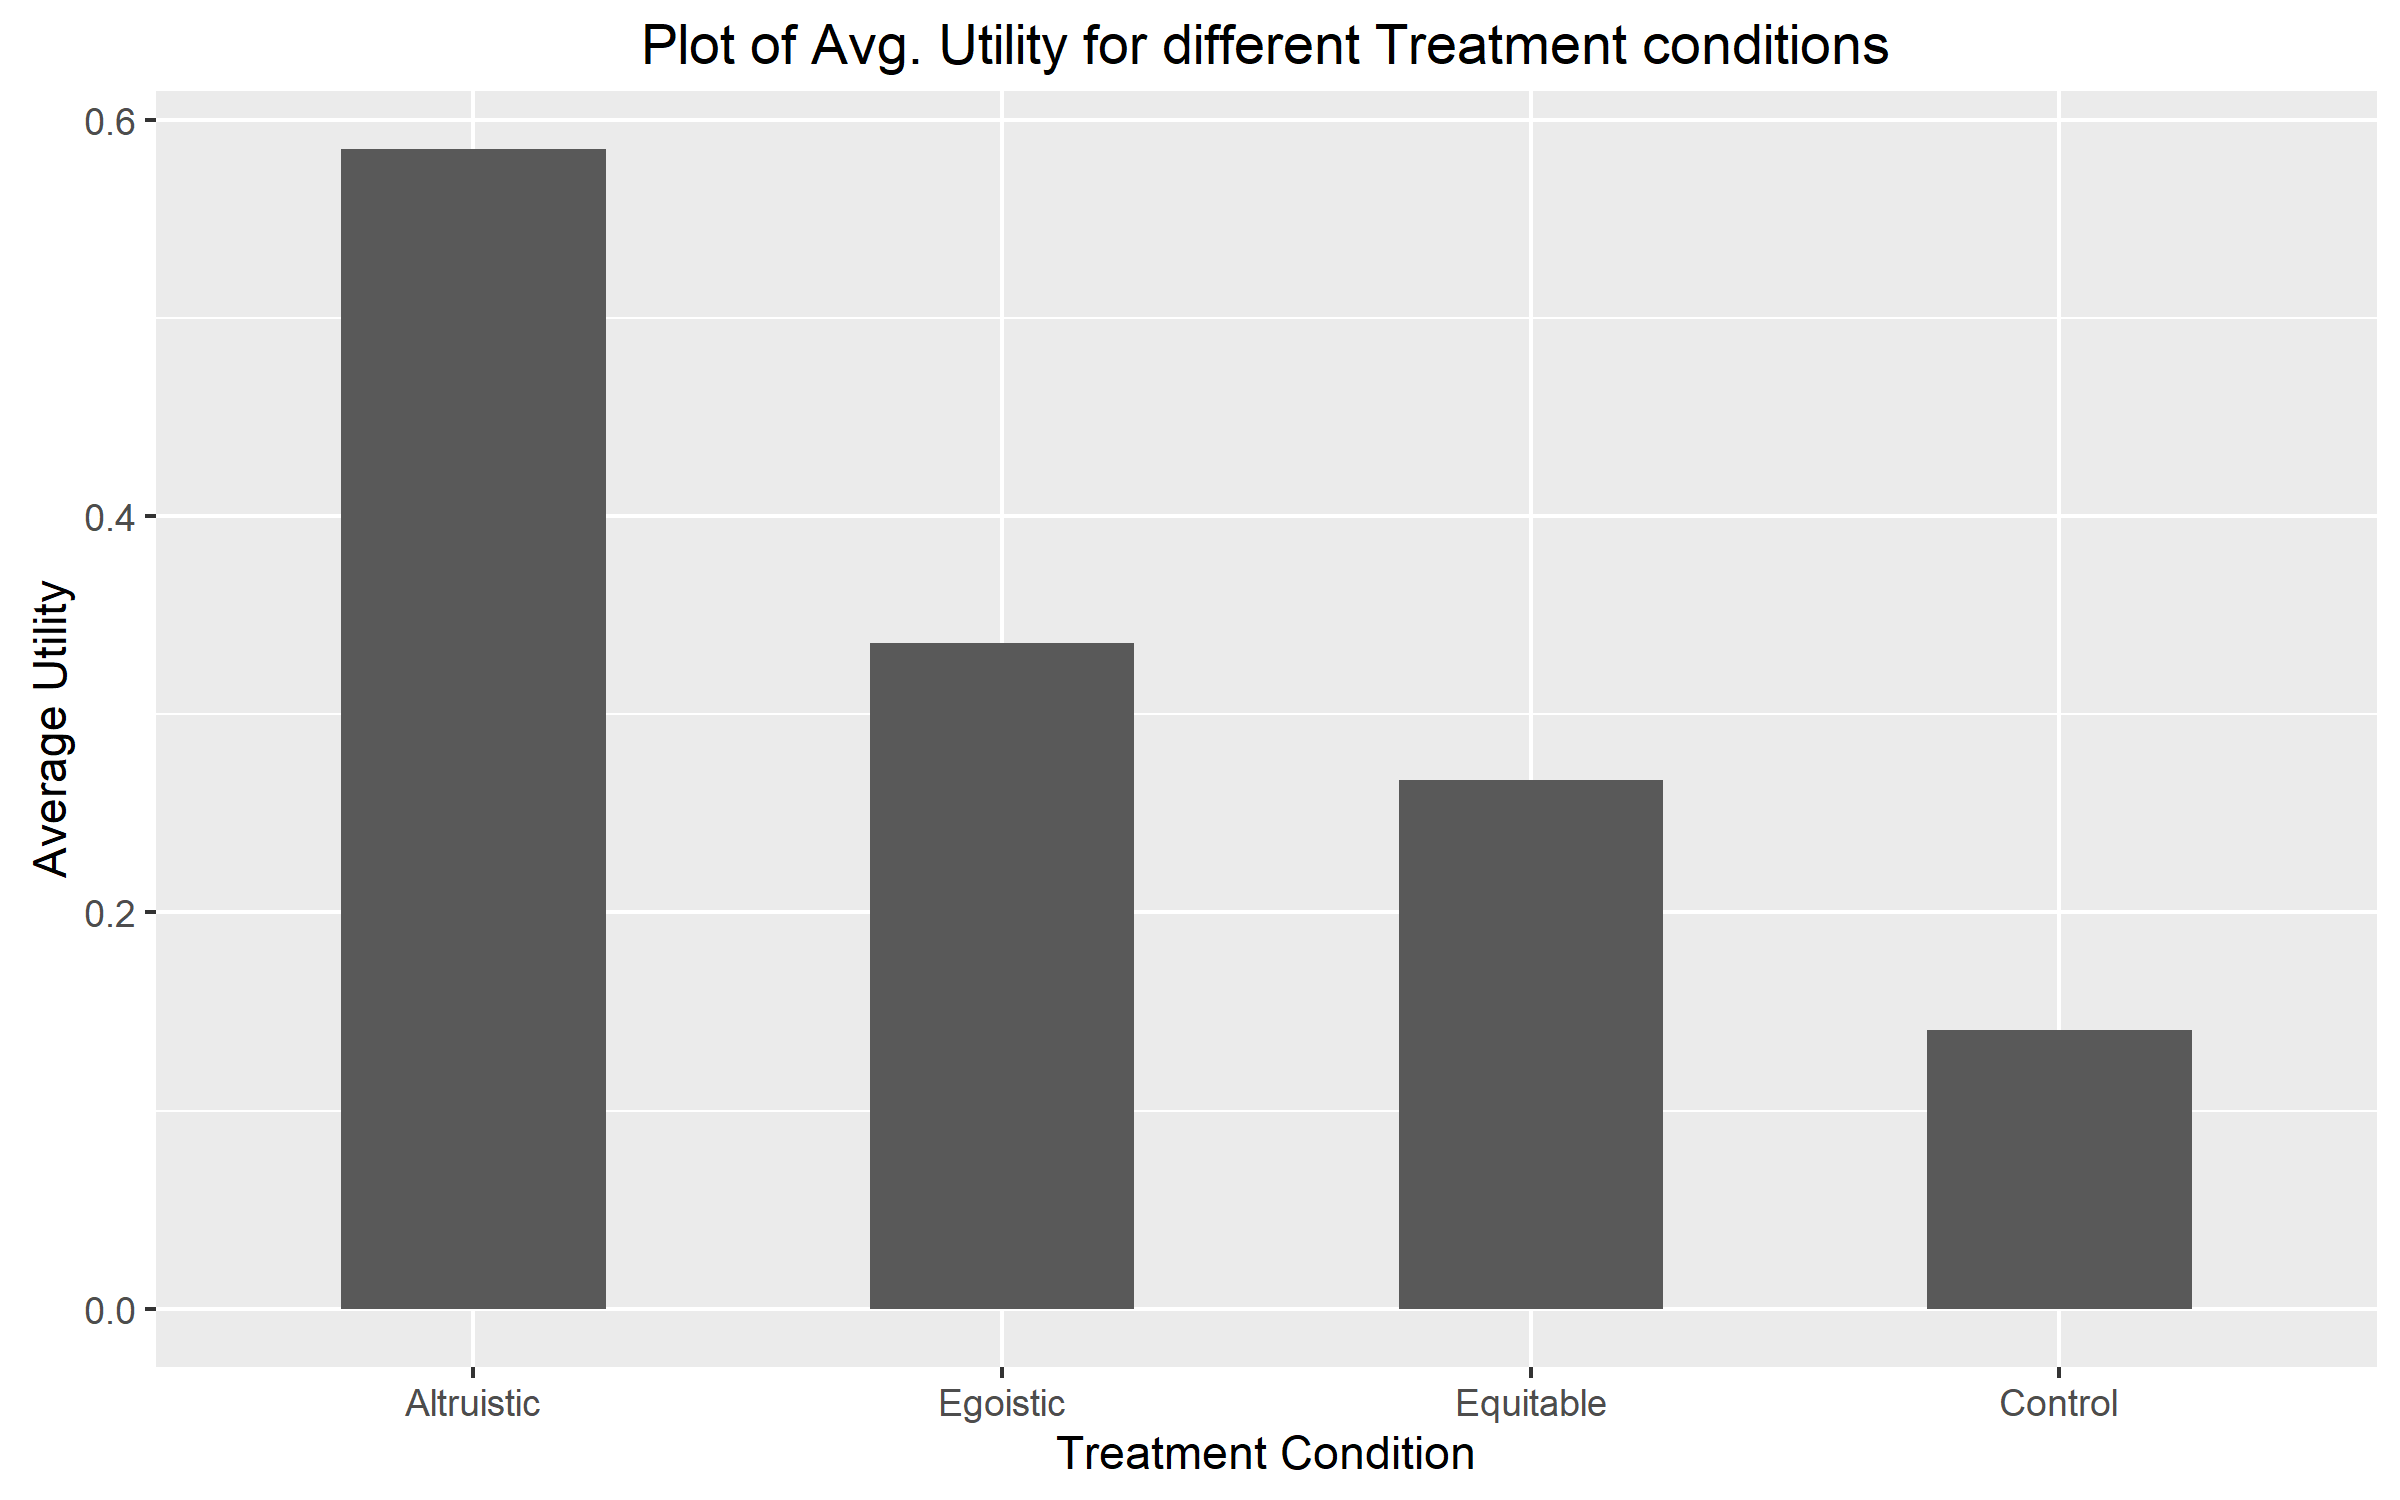 Plot of Avg. Utility for different Treatment conditions
Average Utility
0.6
0.4
0.2
0.0
Altruistic Egoistic Equitable Control
Treatment Condition